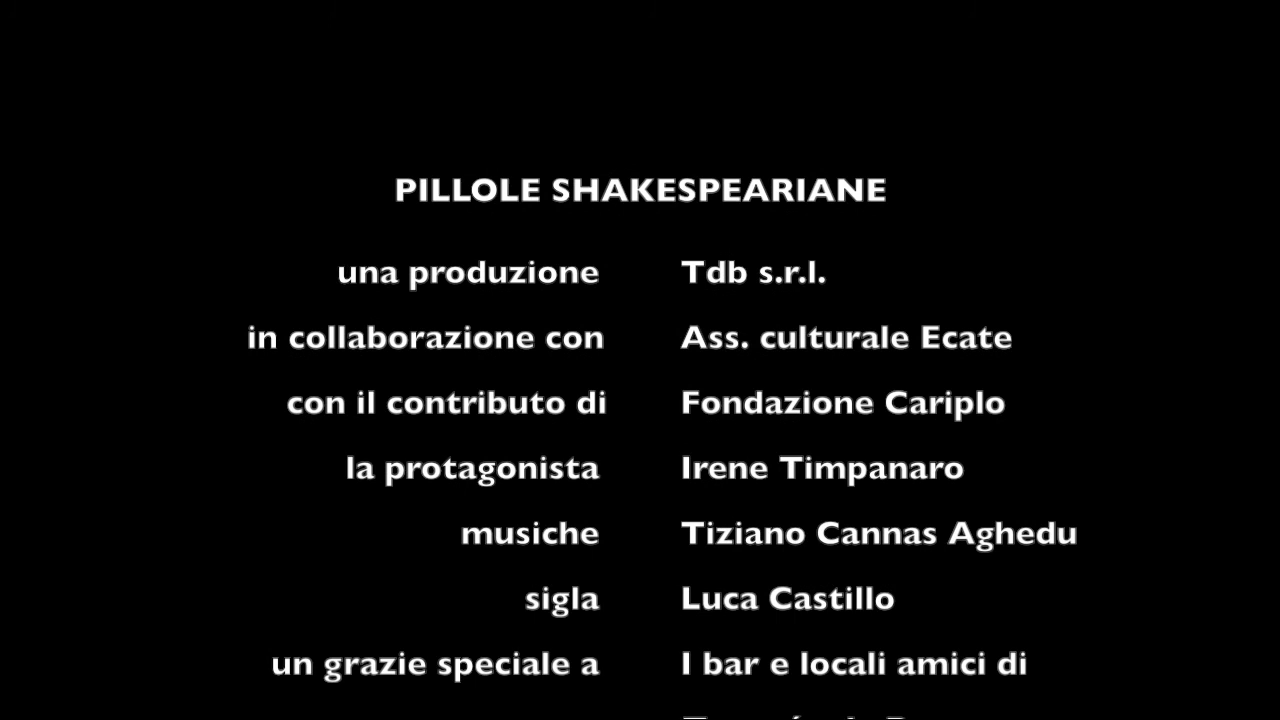 PILLOLE SHAKESPEARIANE
una produzione Tdb s.r.l.
in collaborazione con Ass. culturale Ecate
con il contributo di Fondazione Cariplo
la protagonista Irene Timpanaro
musiche Tiziano Cannas Aghedu
sigla Luca Castillo
un grazie speciale a I bar e locali amici di